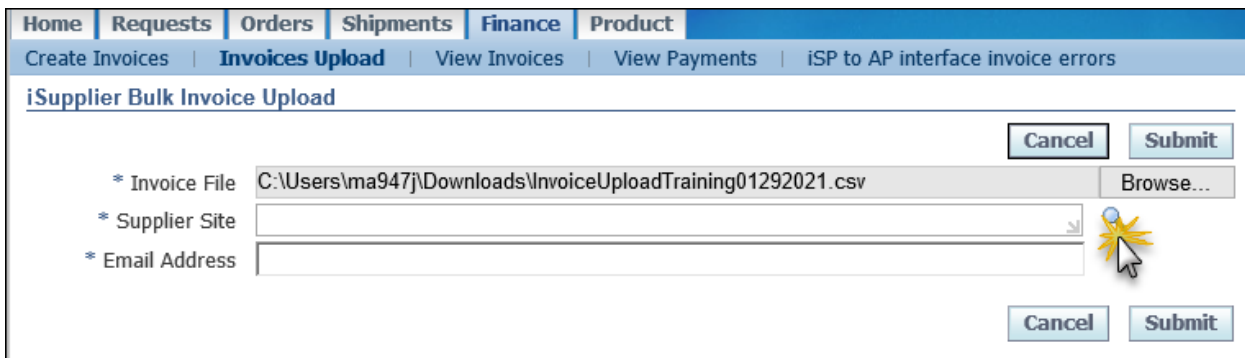 Home Requests Orders Shipments Finance Product
Create Invoices | Invoices Upload | View Invoices | View Payments | iSP to AP interface invoice errors
iSupplier Bulk Invoice Upload
Cancel Submit
* Invoice File C:\Users\ma947j\Downloads\InvoiceUploadTraining01292021.csv Browse...
* Supplier Site
* Email Address
Cancel Submit